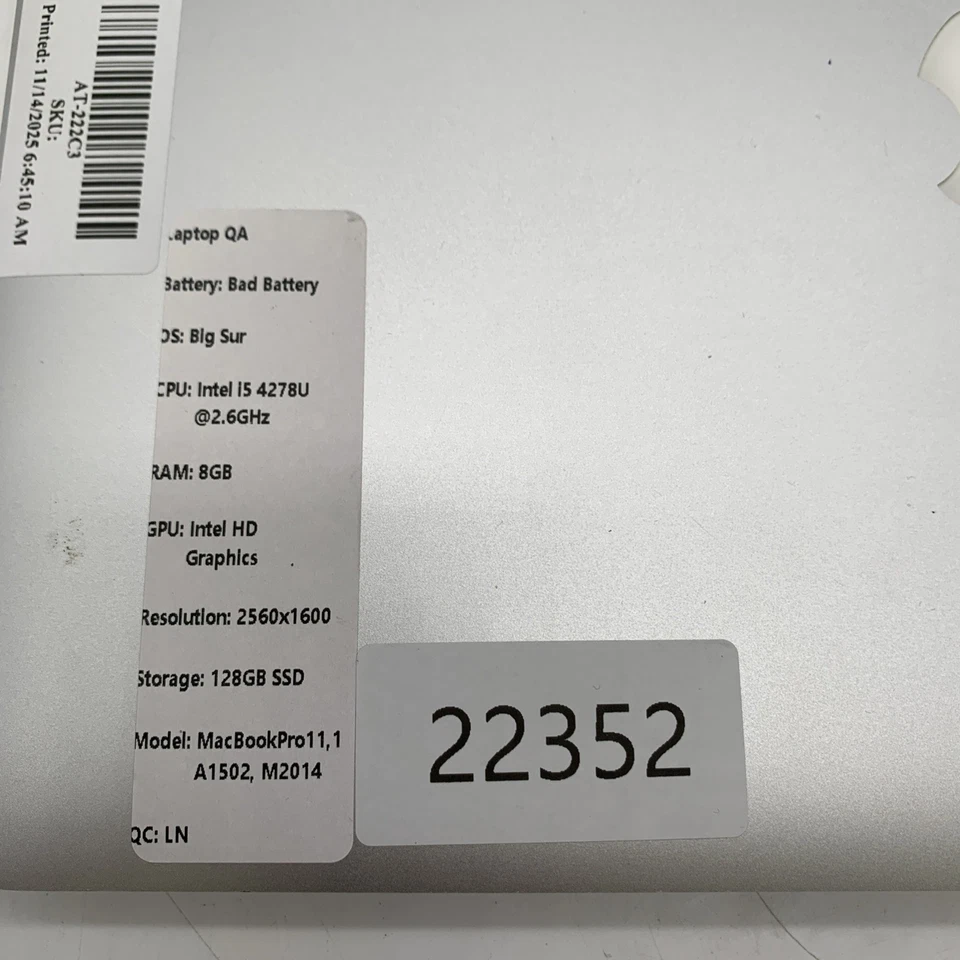 Printed: 11/14/2025 6:45:10 AM
SKU:
AT-222C3
aptop QA
Battery: Bad Battery
OS: Big Sur
CPU: Intel i5 4278U
@2.6GHz
RAM: 8GB
GPU: Intel HD
Graphics
Resolution: 2560x1600
Storage: 128GB SSD
Model: MacBookPro11,1
A1502, M2014
QC: LN
22352